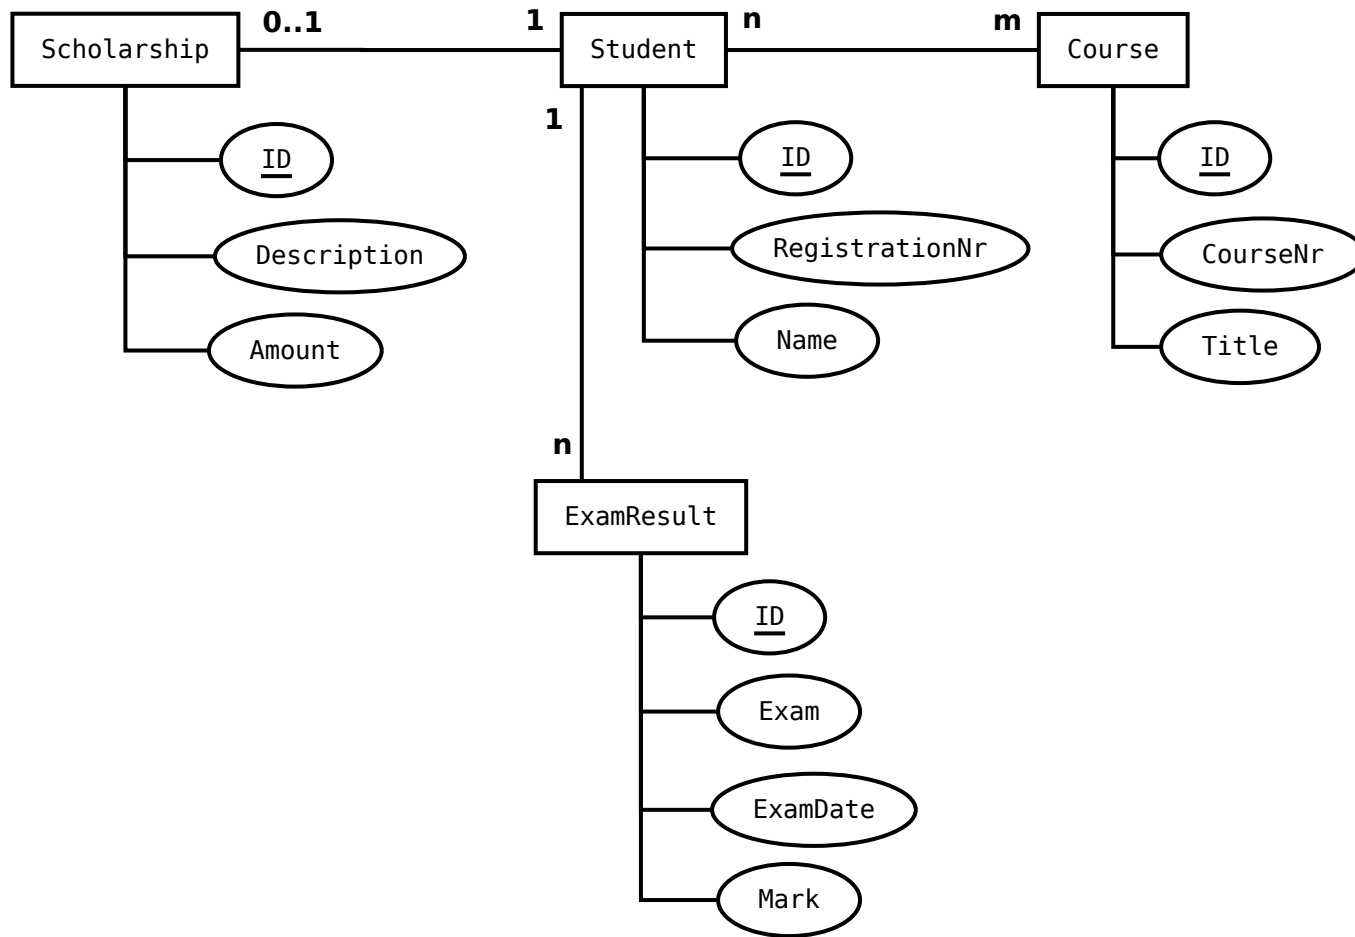 0..1
1
n
m
Scholarship
Student
Course
1
ID
ID
ID
Description
RegistrationNr
CourseNr
Amount
Name
Title
n
ExamResult
ID
Exam
ExamDate
Mark